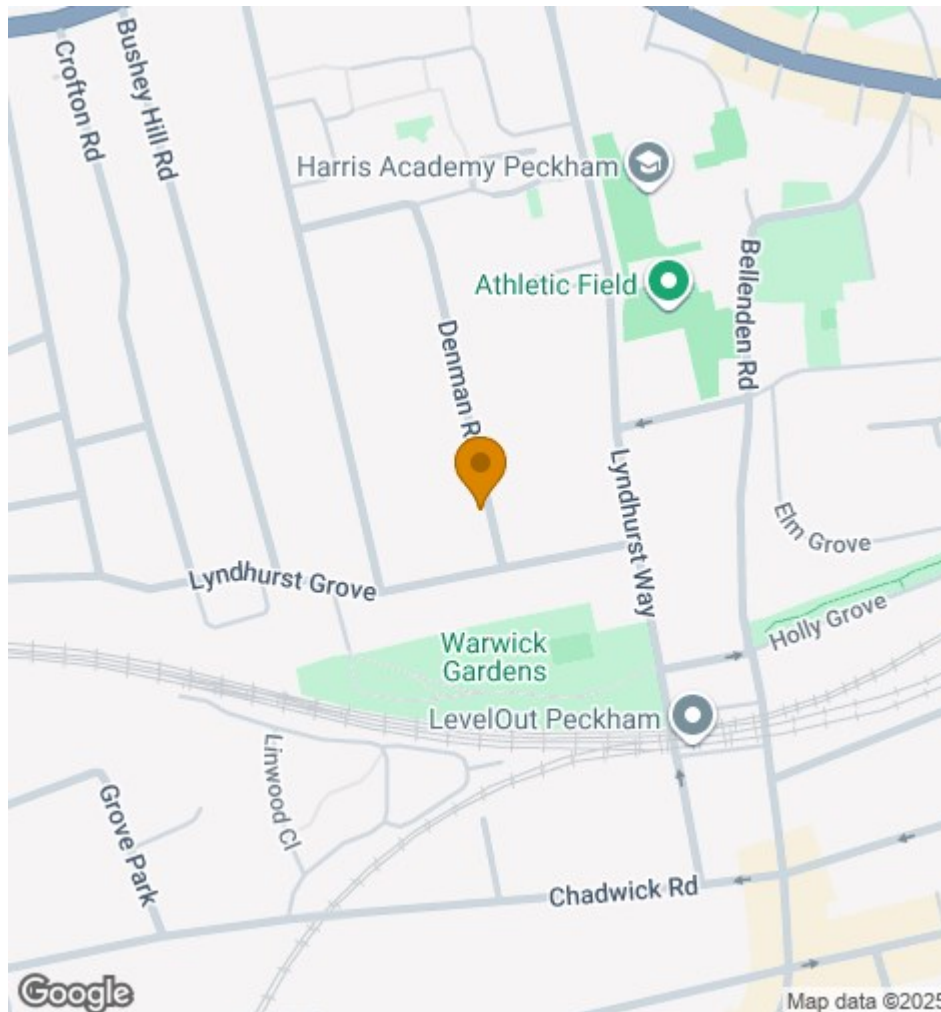 Crofton Rd
Bushey Hill Rd
Harris Academy Peckham
Athletic Field
Bellenden Rd
Denman R
Lyndhurst Way
Elm Grove
Lyndhurst Grove
Holly Grove
Warwick
Gardens
LevelOut Peckham
Linwood Cl
Grove Park
Chadwick Rd
Google
Map data ©2025